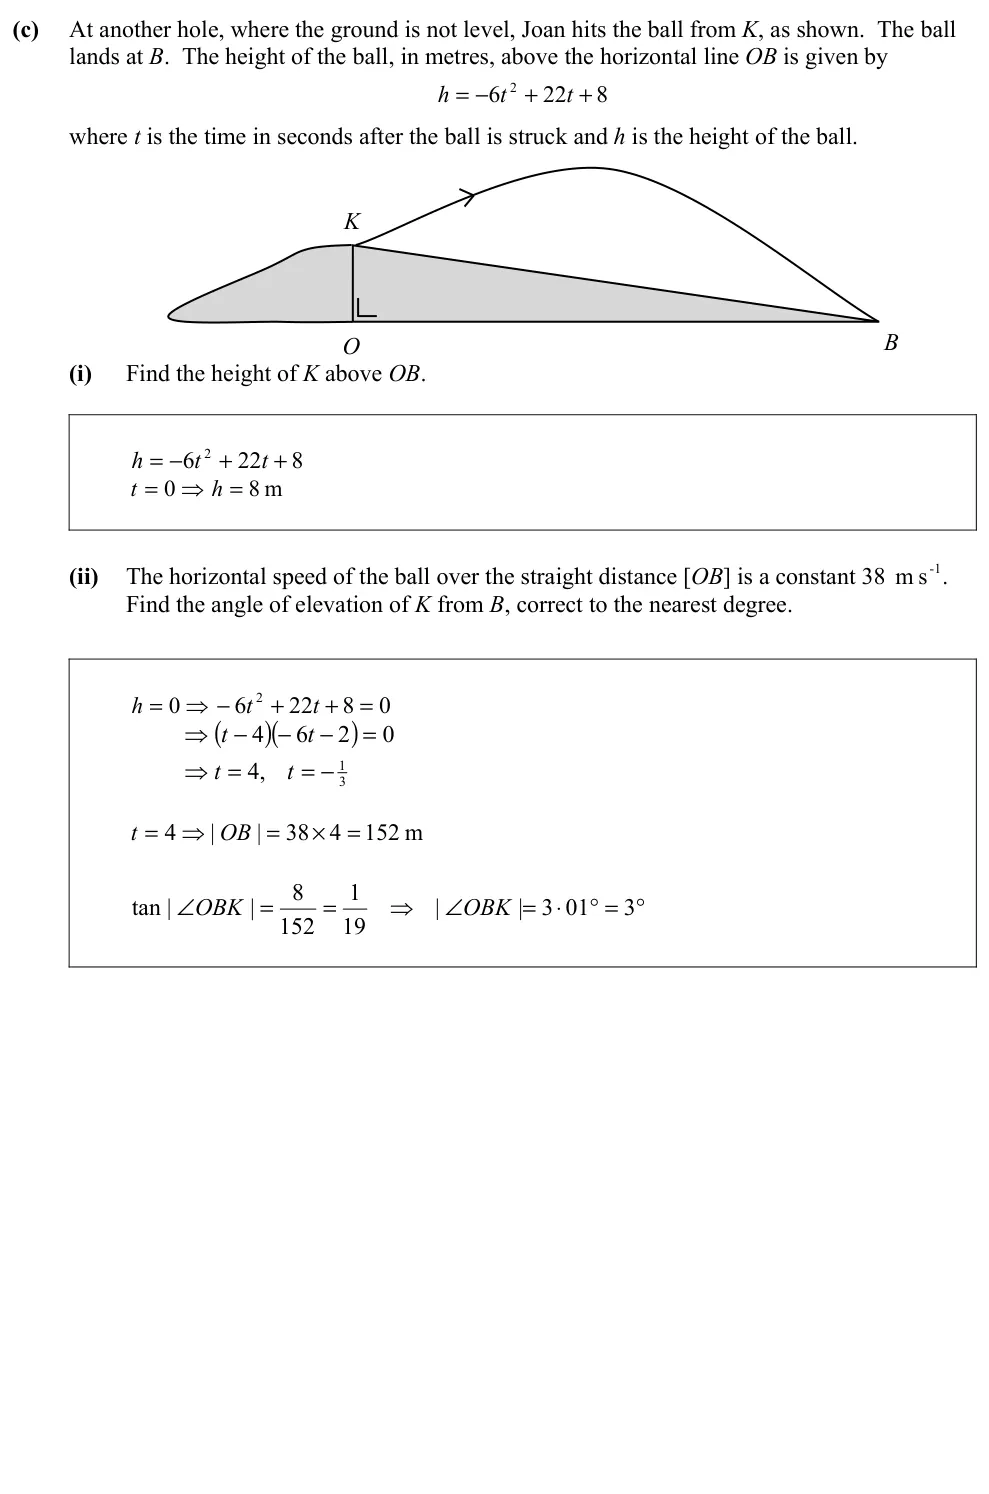 (c) At another hole, where the ground is not level, Joan hits the ball from K, as shown. The ball
lands at B. The height of the ball, in metres, above the horizontal line OB is given by
h = −6t² + 22t + 8
where t is the time in seconds after the ball is struck and h is the height of the ball.
K
O
B
(i) Find the height of K above OB.
h = −6t² + 22t + 8
t = 0 ⇒ h = 8 m
(ii) The horizontal speed of the ball over the straight distance [OB] is a constant 38 m s⁻¹.
Find the angle of elevation of K from B, correct to the nearest degree.
h = 0 ⇒ −6t² + 22t + 8 = 0
⇒ (t − 4)(−6t − 2) = 0
⇒ t = 4, t = −1/3
t = 4 ⇒ | OB | = 38 × 4 = 152 m
tan | ∠OBK | = 8/152 = 1/19 ⇒ | ∠OBK |= 3·01° = 3°